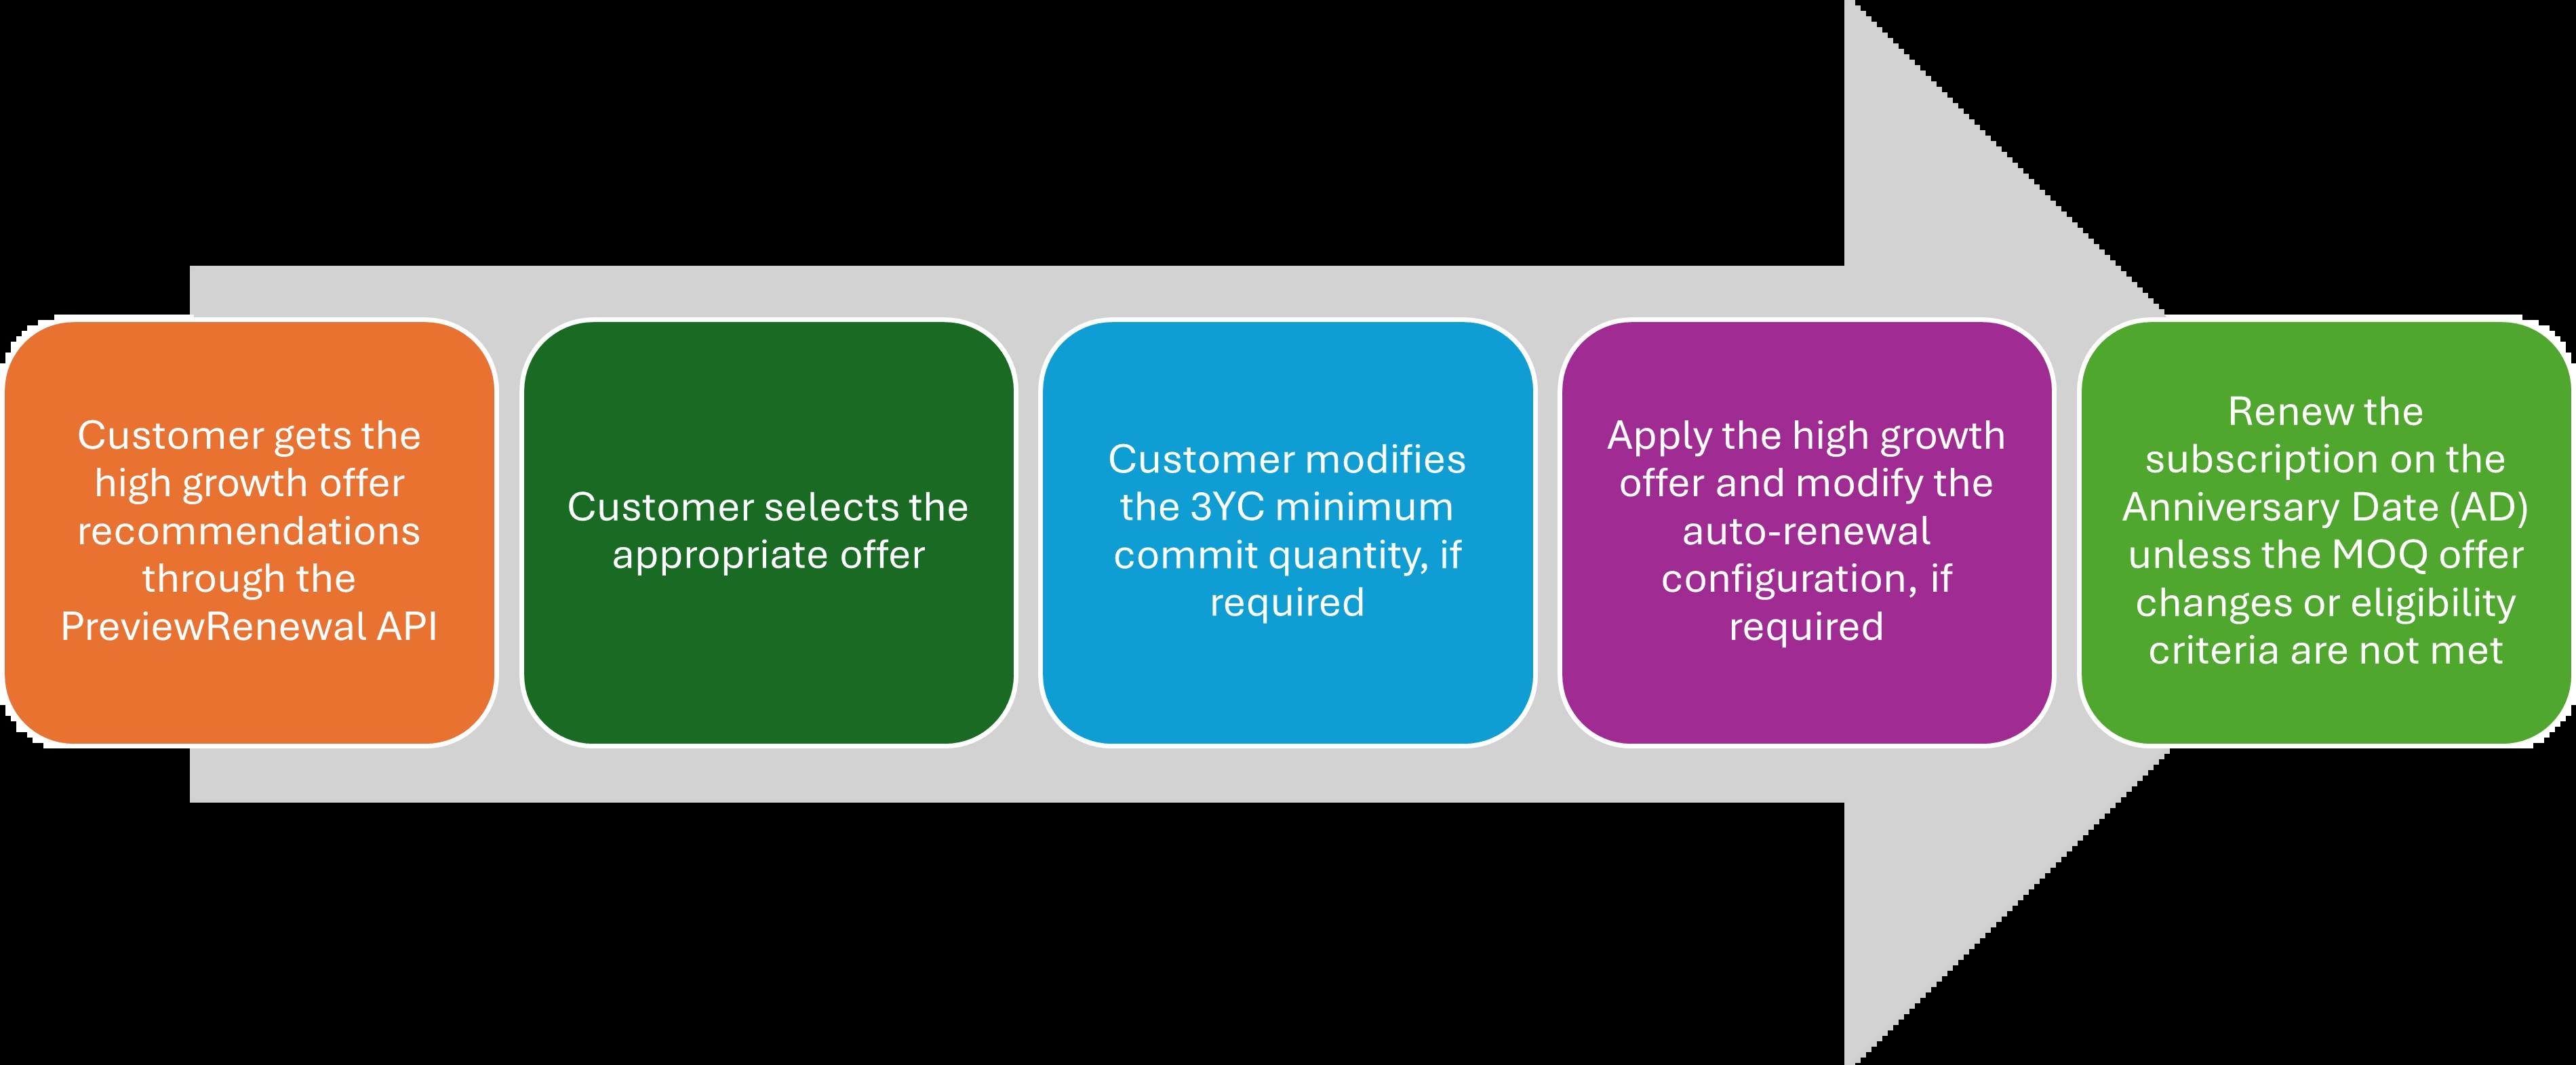 Customer gets the
high growth offer
recommendations
through the
PreviewRenewal API
Customer selects the
appropriate offer
Customer modifies
the 3YC minimum
commit quantity, if
required
Apply the high growth
offer and modify the
auto-renewal
configuration, if
required
Renew the
subscription on the
Anniversary Date (AD)
unless the MOQ offer
changes or eligibility
criteria are not met